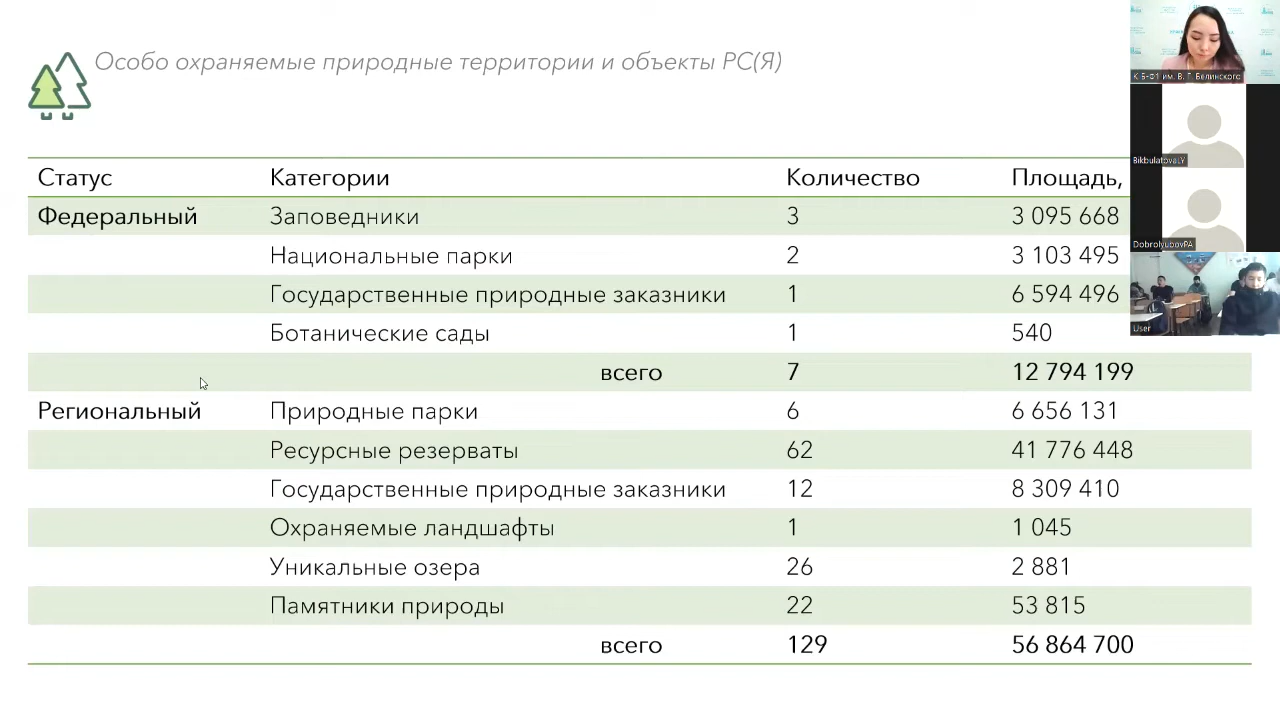 Особо охраняемые природные территории и объекты РС(Я)
Статус Категории Количество Площадь,
Федеральный Заповедники 3 3 095 668
Национальные парки 2 3 103 495
Государственные природные заказники 1 6 594 496
Ботанические сады 1 540
всего 7 12 794 199
Региональный Природные парки 6 6 656 131
Ресурсные резерваты 62 41 776 448
Государственные природные заказники 12 8 309 410
Охраняемые ландшафты 1 1 045
Уникальные озера 26 2 881
Памятники природы 22 53 815
всего 129 56 864 700
им. В. Г. Белинского
BikbulatovaLY
DobrolyubovPA
User